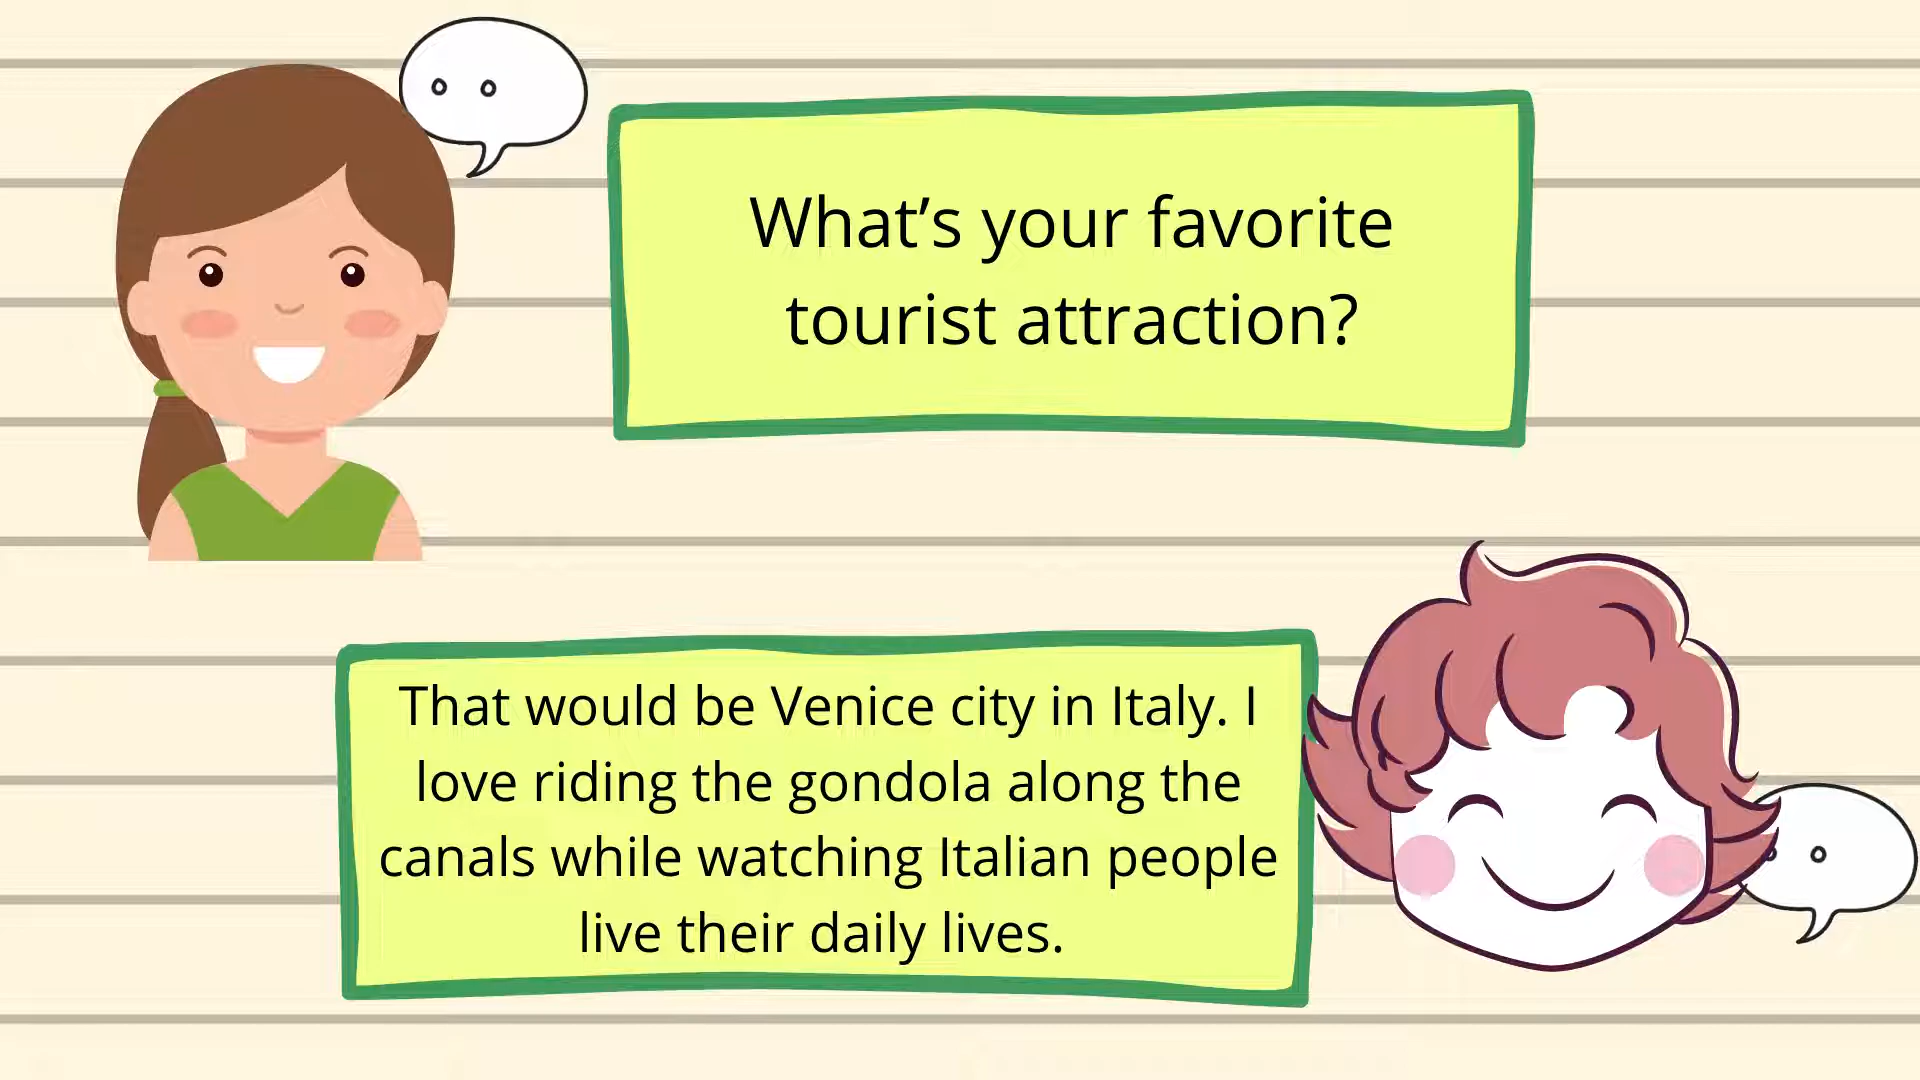 What’s your favorite
tourist attraction?
That would be Venice city in Italy. I
love riding the gondola along the
canals while watching Italian people
live their daily lives.